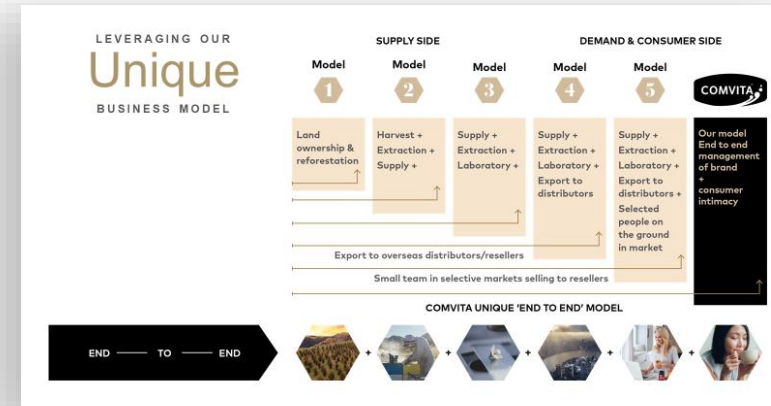 LEVERAGING OUR
Unique
BUSINESS MODEL
SUPPLY SIDE
DEMAND & CONSUMER SIDE
Model
1
Model
2
Model
3
Model
4
Model
5
COMVITA
Land
ownership &
reforestation
Harvest +
Extraction +
Supply +
Supply +
Extraction +
Laboratory +
Supply +
Extraction +
Laboratory +
Export to
distributors
Supply +
Extraction +
Laboratory +
Export to
distributors +
Selected
people on
the ground
in market
Our model
End to end
management
of brand
+
consumer
intimacy
Export to overseas distributors/resellers
Small team in selective markets selling to resellers
COMVITA UNIQUE 'END TO END' MODEL
END — TO — END
+ + + + +